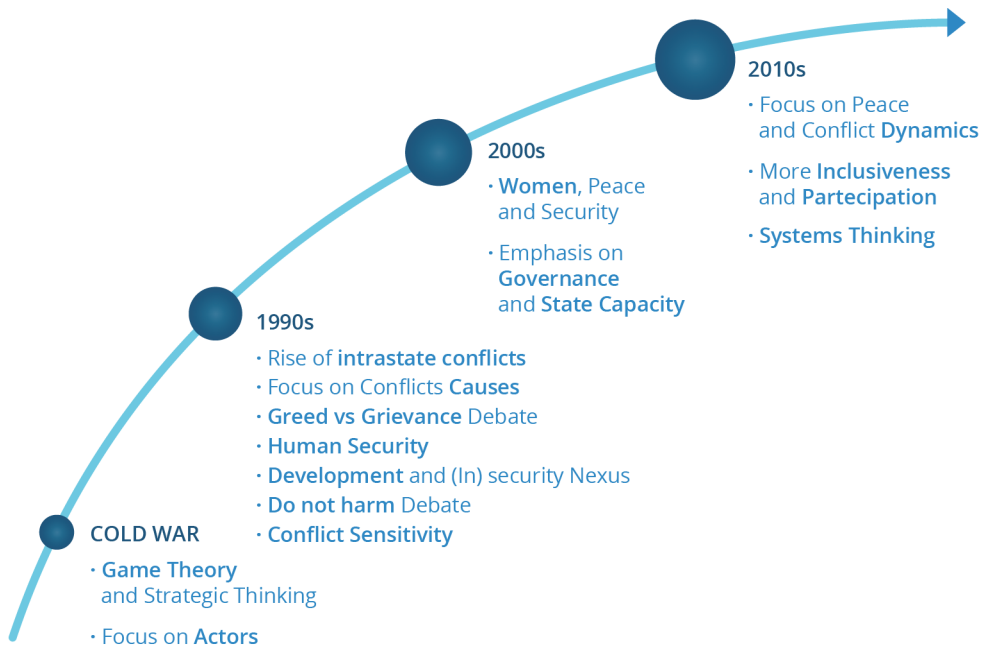 2010s
· Focus on Peace
and Conflict Dynamics
· More Inclusiveness
and Partecipation
· Systems Thinking
2000s
· Women, Peace
and Security
· Emphasis on
Governance
and State Capacity
1990s
· Rise of intrastate conflicts
· Focus on Conflicts Causes
· Greed vs Grievance Debate
· Human Security
· Development and (In) security Nexus
· Do not harm Debate
· Conflict Sensitivity
COLD WAR
· Game Theory
and Strategic Thinking
· Focus on Actors